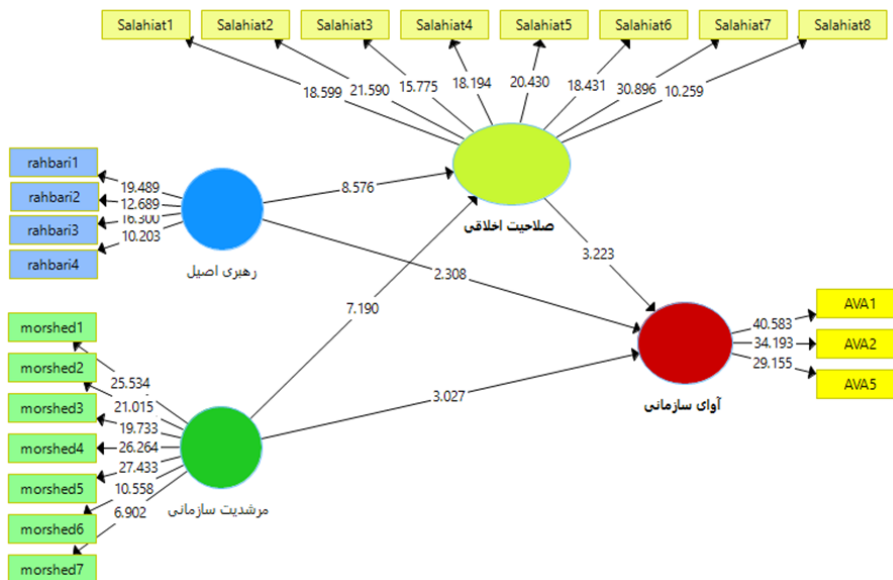 Salahiat1
Salahiat2
Salahiat3
Salahiat4
Salahiat5
Salahiat6
Salahiat7
Salahiat8
18.599
21.590
15.775
18.194
20.430
18.431
30.896
10.259
rahbari1
rahbari2
rahbari3
rahbari4
19.489
12.689
16.300
10.203
رهبری اصیل
8.576
صلاحیت اخلاقی
2.308
3.223
7.190
3.027
morshed1
morshed2
morshed3
morshed4
morshed5
morshed6
morshed7
25.534
21.015
19.733
26.264
27.433
10.558
6.902
مرشدیت سازمانی
آوای سازمانی
40.583
34.193
29.155
AVA1
AVA2
AVA5